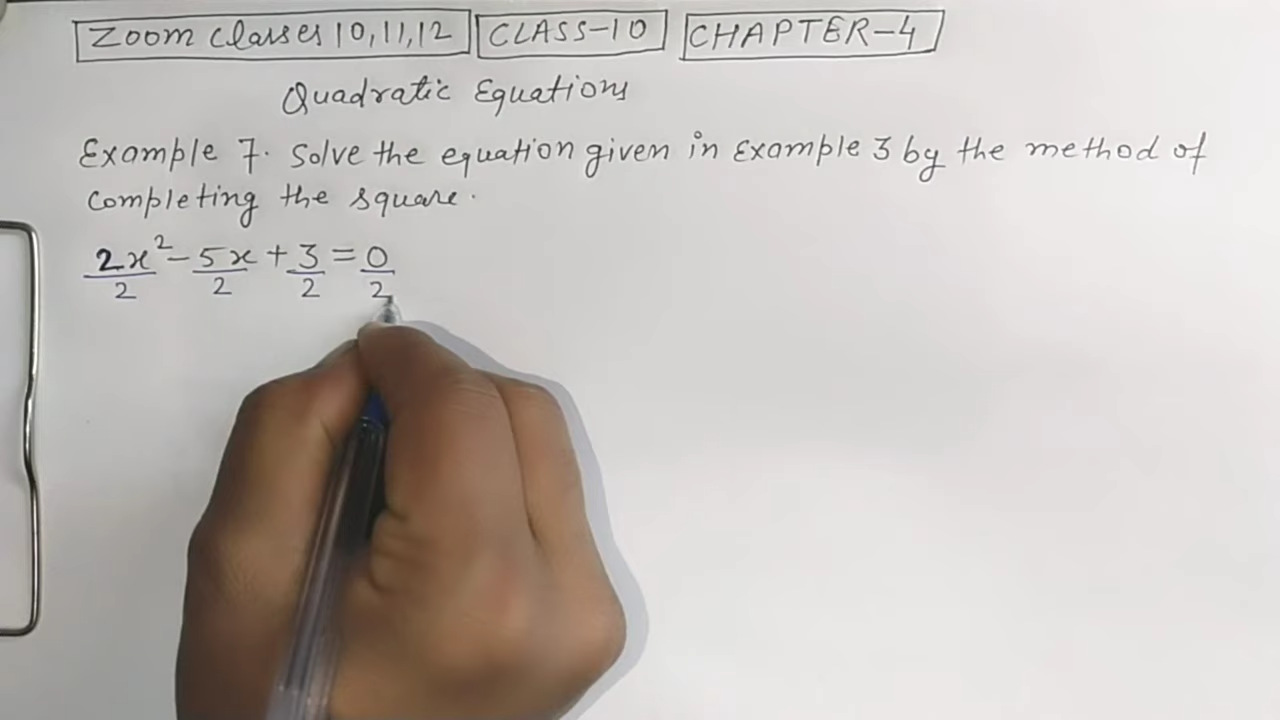 Zoom Classes 10,11,12 CLASS-10 CHAPTER-4
Quadratic Equations
Example 7. Solve the equation given in Example 3 by the method of
completing the square.
2x² - 5x + 3 = 0
2 2 2 2